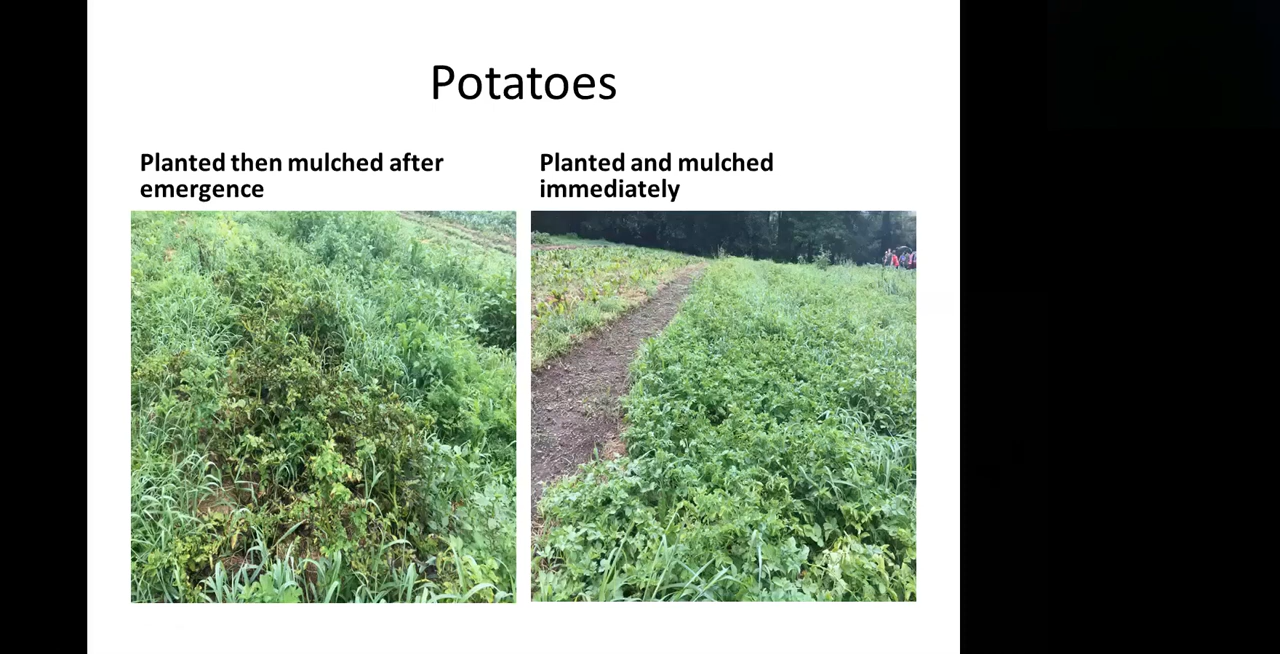 Potatoes
Planted then mulched after
emergence
Planted and mulched
immediately